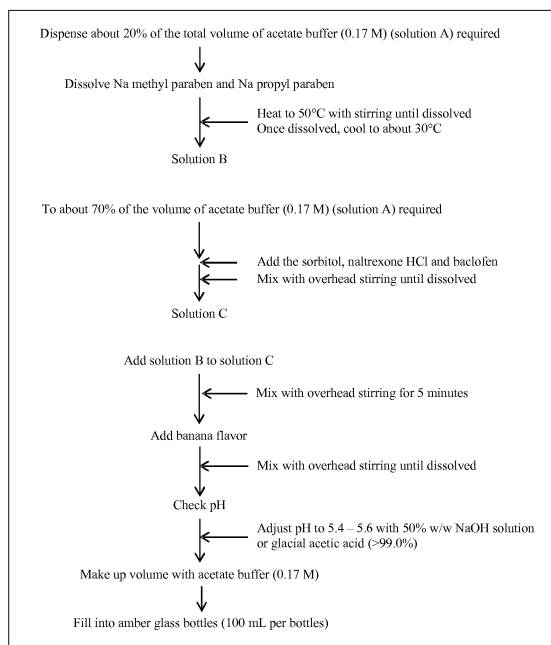 Dispense about 20% of the total volume of acetate buffer (0.17 M) (solution A) required
Dissolve Na methyl paraben and Na propyl paraben
Heat to 50°C with stirring until dissolved
Once dissolved, cool to about 30°C
Solution B
To about 70% of the volume of acetate buffer (0.17 M) (solution A) required
Add the sorbitol, naltrexone HCl and baclofen
Mix with overhead stirring until dissolved
Solution C
Add solution B to solution C
Mix with overhead stirring for 5 minutes
Add banana flavor
Mix with overhead stirring until dissolved
Check pH
Adjust pH to 5.4 – 5.6 with 50% w/w NaOH solution
or glacial acetic acid (>99.0%)
Make up volume with acetate buffer (0.17 M)
Fill into amber glass bottles (100 mL per bottles)